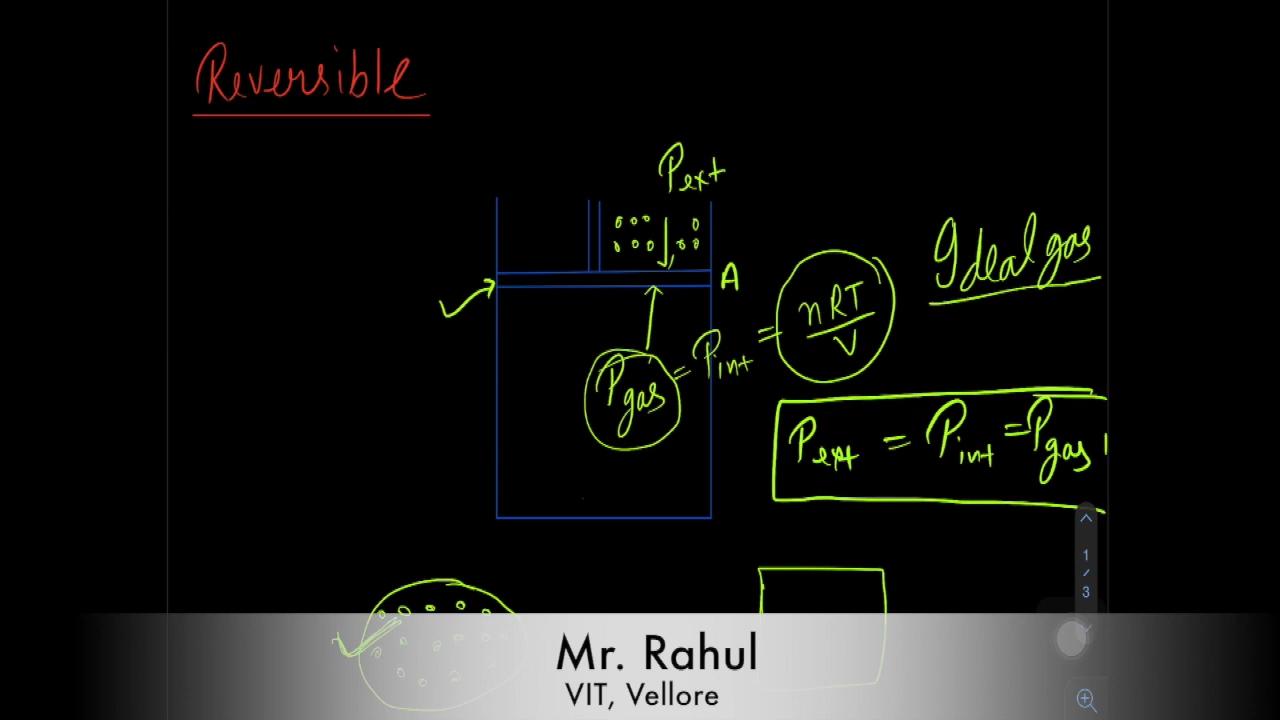 Reversible
Pext
A
Ideal gas
Pgas = Pint = nRT/V
Pext = Pint = Pgas
1
/
3
Mr. Rahul
VIT, Vellore